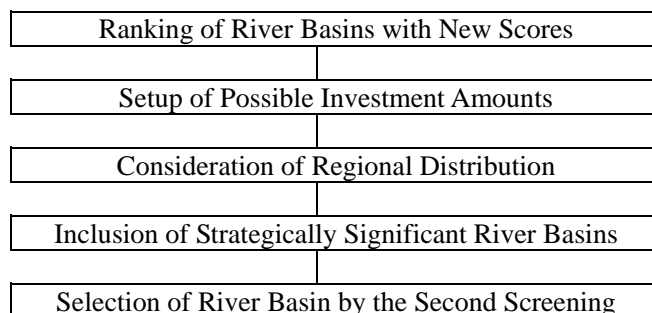 Ranking of River Basins with New Scores
Setup of Possible Investment Amounts
Consideration of Regional Distribution
Inclusion of Strategically Significant River Basins
Selection of River Basin by the Second Screening